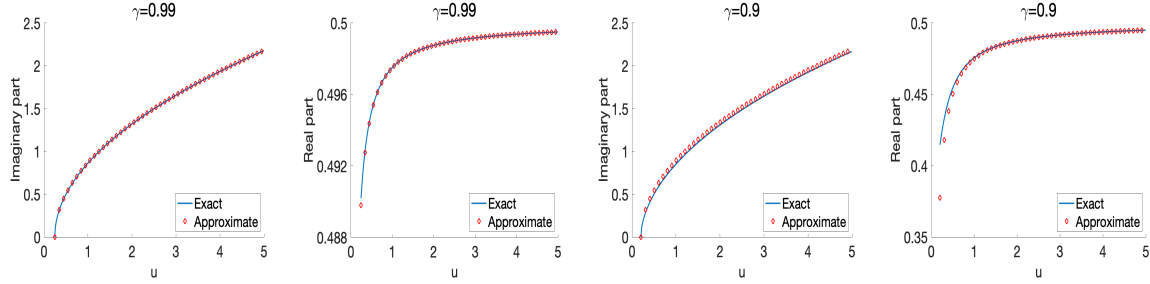 γ=0.99
2.5
2
1.5
1
0.5
0
0 1 2 3 4 5
Imaginary part
u
Exact
Approximate
γ=0.99
0.5
0.496
0.492
0.488
0 1 2 3 4 5
Real part
u
Exact
Approximate
γ=0.9
2.5
2
1.5
1
0.5
0
0 1 2 3 4 5
Imaginary part
u
Exact
Approximate
γ=0.9
0.5
0.45
0.4
0.35
0 1 2 3 4 5
Real part
u
Exact
Approximate